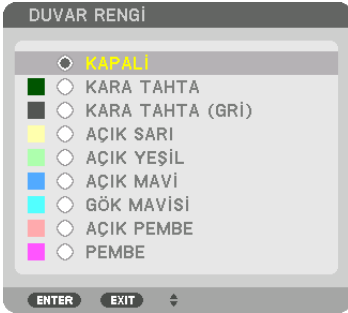 DUVAR RENGİ
KAPALI
KARA TAHTA
KARA TAHTA (GRİ)
AÇIK SARI
AÇIK YEŞİL
AÇIK MAVİ
GÖK MAVİSİ
AÇIK PEMBE
PEMBE
ENTER EXIT